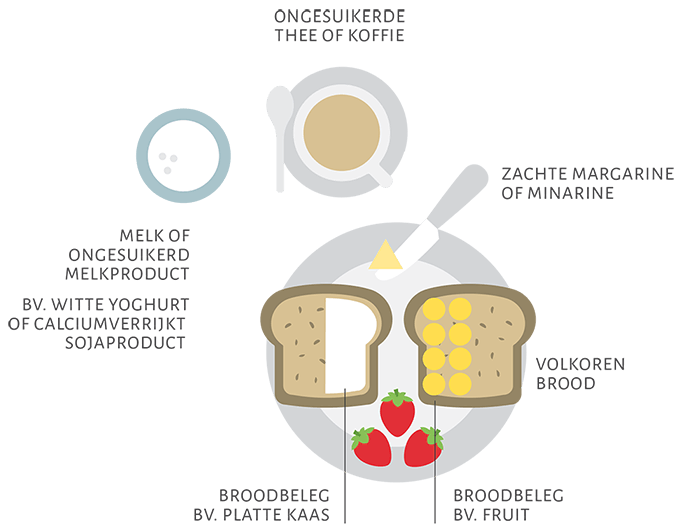 ONGESUIKERDE
THEE OF KOFFIE
ZACHTE MARGARINE
OF MINARINE
MELK OF
ONGESUIKERD
MELKPRODUCT
BV. WITTE YOGHURT
OF CALCIUMVERRIJKT
SOJAPRODUCT
VOLKOREN
BROOD
BROODBELEG
BV. PLATTE KAAS
BROODBELEG
BV. FRUIT